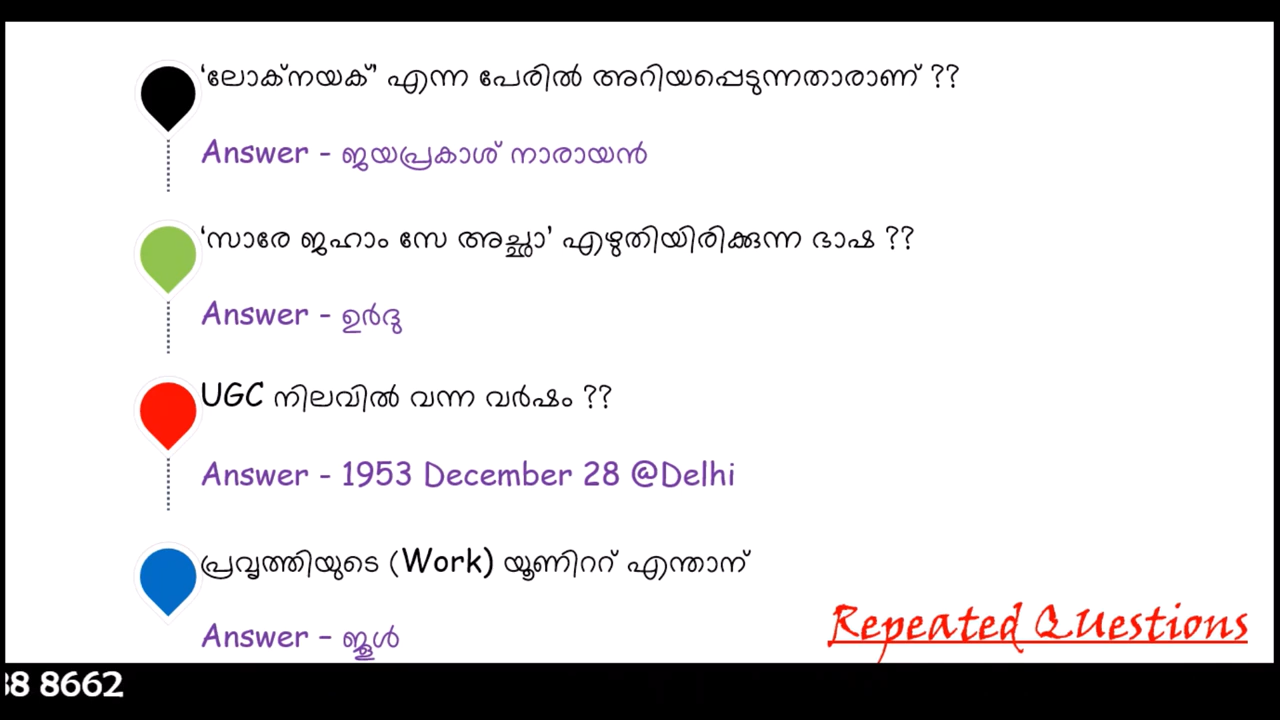 ‘ലോക്നയക്’ എന്ന പേരിൽ അറിയപ്പെടുന്നതാരാണ് ??
Answer - ജയപ്രകാശ് നാരായൻ
‘സാരേ ജഹാം സേ അച്ഛാ’ എഴുതിയിരിക്കുന്ന ഭാഷ ??
Answer - ഉർദു
UGC നിലവിൽ വന്ന വർഷം ??
Answer - 1953 December 28 @Delhi
പ്രവൃത്തിയുടെ (Work) യൂണിററ് എന്താന്
Answer - ജൂൾ
Repeated QUestions
8662